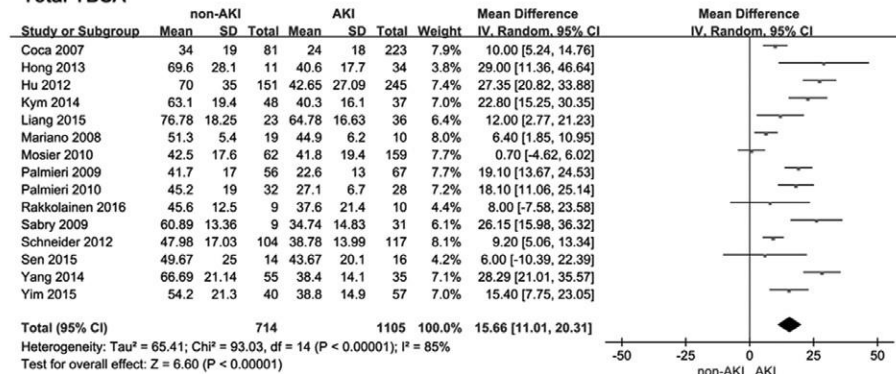 Total TBSA
non-AKI AKI Mean Difference Mean Difference
Study or Subgroup Mean SD Total Mean SD Total Weight IV, Random, 95% CI IV, Random, 95% CI
Coca 2007 34 19 81 24 18 223 7.9% 10.00 [5.24, 14.76]
Hong 2013 69.6 28.1 11 40.6 17.7 34 3.8% 29.00 [11.36, 46.64]
Hu 2012 70 35 151 42.65 27.09 245 7.4% 27.35 [20.82, 33.88]
Kym 2014 63.1 19.4 48 40.3 16.1 37 7.1% 22.80 [15.25, 30.35]
Liang 2015 76.78 18.25 23 64.78 16.63 36 6.5% 12.00 [2.77, 21.23]
Mariano 2008 51.3 5.4 19 44.9 6.2 10 8.0% 6.40 [1.85, 10.95]
Mosier 2010 42.5 17.6 62 41.8 19.4 159 7.7% 0.70 [-4.62, 6.02]
Palmieri 2009 41.7 17 56 22.6 13 67 7.7% 19.10 [13.67, 24.53]
Palmieri 2010 45.2 19 32 27.1 6.7 28 7.2% 18.10 [11.06, 25.14]
Rakkolainen 2016 45.6 12.5 9 37.6 21.4 10 4.4% 8.00 [-7.58, 23.58]
Sabry 2009 60.89 13.36 9 34.74 14.83 31 6.2% 26.15 [15.98, 36.32]
Schneider 2012 47.98 17.03 104 38.78 13.99 117 8.1% 9.20 [5.06, 13.34]
Sen 2015 49.67 25 14 43.67 20.1 16 4.1% 6.00 [-10.39, 22.39]
Yang 2014 66.69 21.14 55 38.4 14.1 35 7.1% 28.29 [21.01, 35.57]
Yim 2015 54.2 21.3 40 38.8 14.9 57 7.0% 15.40 [7.75, 23.05]
Total (95% CI) 714 1105 100.0% 15.66 [11.01, 20.31]
Heterogeneity: Tau² = 65.41; Chi² = 93.03, df = 14 (P < 0.00001); I² = 85%
Test for overall effect: Z = 6.60 (P < 0.00001)
-50 -25 0 25 50
non-AKI AKI